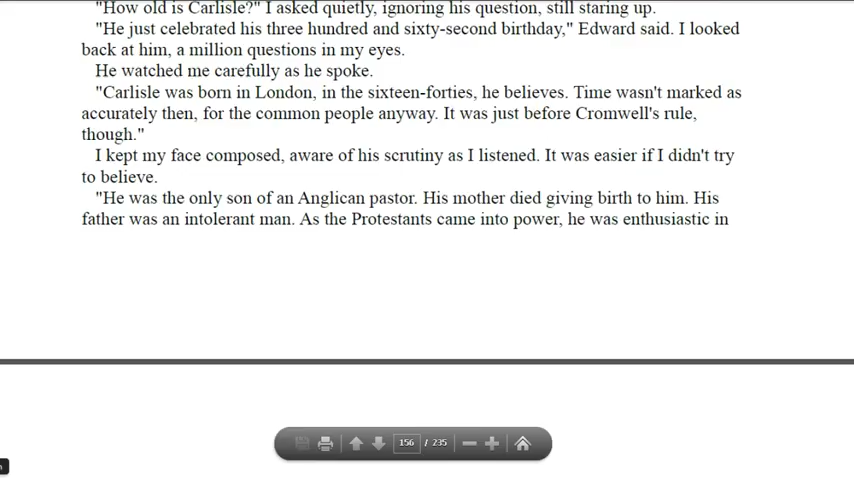 "How old is Carlisle?" I asked quietly, ignoring his question, still staring up.
"He just celebrated his three hundred and sixty-second birthday," Edward said. I looked
back at him, a million questions in my eyes.
He watched me carefully as he spoke.
"Carlisle was born in London, in the sixteen-forties, he believes. Time wasn't marked as
accurately then, for the common people anyway. It was just before Cromwell's rule,
though."
I kept my face composed, aware of his scrutiny as I listened. It was easier if I didn't try
to believe.
"He was the only son of an Anglican pastor. His mother died giving birth to him. His
father was an intolerant man. As the Protestants came into power, he was enthusiastic in
156 / 235